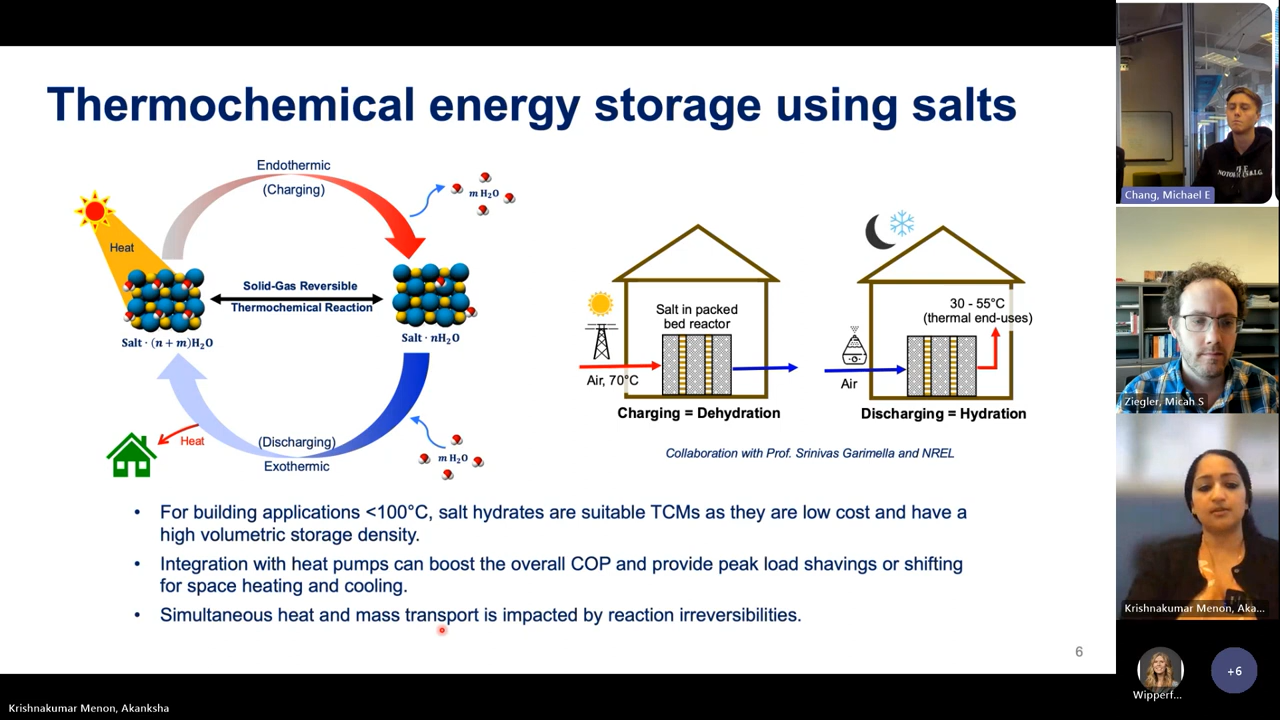 Thermochemical energy storage using salts
Endothermic
(Charging)
m H₂O
Heat
Solid-Gas Reversible
Thermochemical Reaction
Salt · (n + m)H₂O
Salt · nH₂O
Heat
(Discharging)
Exothermic
m H₂O
Salt in packed
bed reactor
Air, 70°C
Charging = Dehydration
30 - 55°C
(thermal end-uses)
Air
Discharging = Hydration
Collaboration with Prof. Srinivas Garimella and NREL
• For building applications <100°C, salt hydrates are suitable TCMs as they are low cost and have a
high volumetric storage density.
• Integration with heat pumps can boost the overall COP and provide peak load shavings or shifting
for space heating and cooling.
• Simultaneous heat and mass transport is impacted by reaction irreversibilities.
6
Chang, Michael E
Ziegler, Micah S
Krishnakumar Menon, Aka...
Wipperf...
+6
Krishnakumar Menon, Akanksha